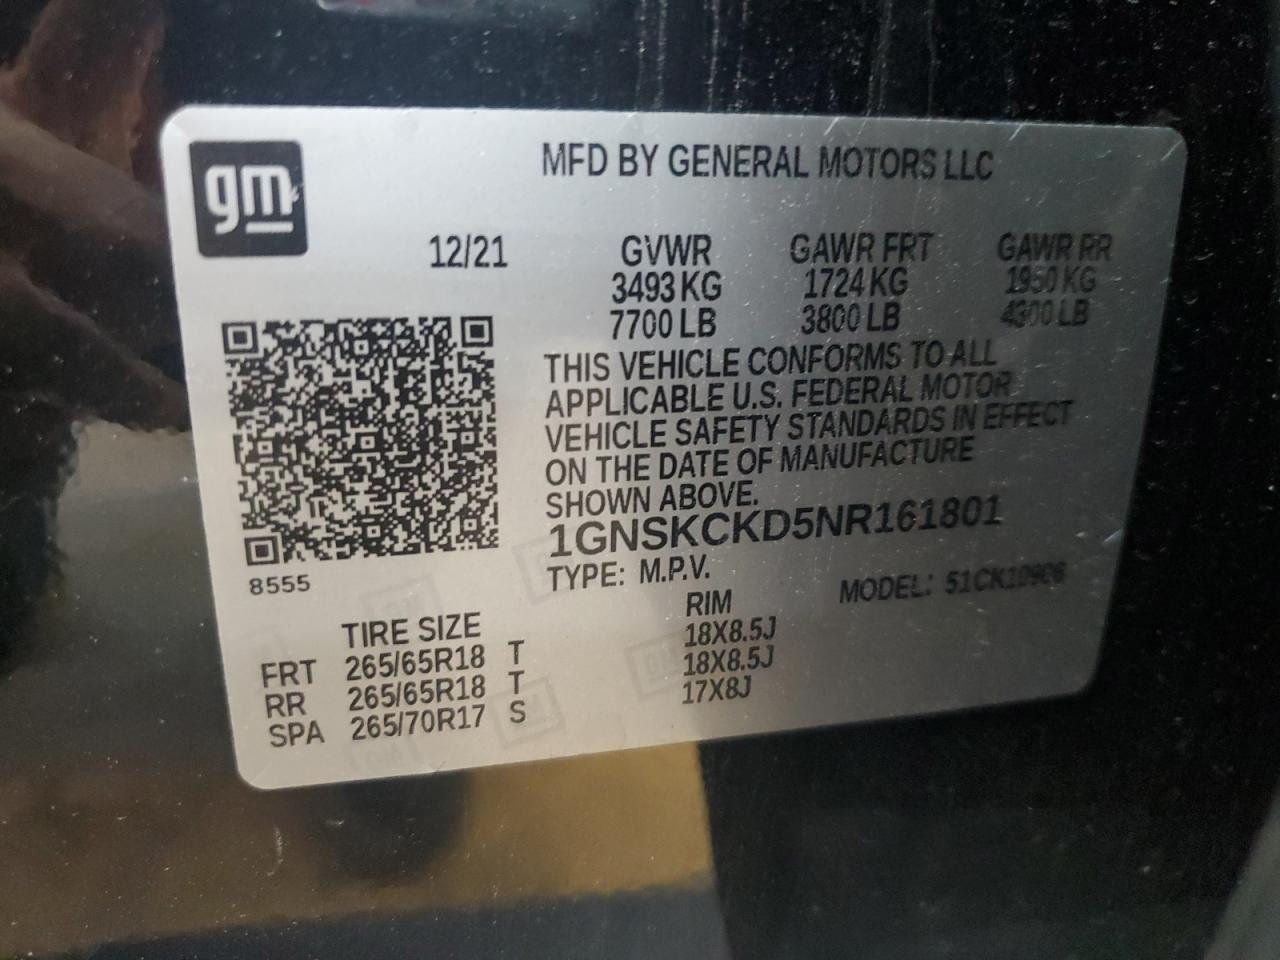 gm
MFD BY GENERAL MOTORS LLC
12/21 GVWR GAWR FRT GAWR RR
3493 KG 1724 KG 1950 KG
7700 LB 3800 LB 4300 LB
THIS VEHICLE CONFORMS TO ALL
APPLICABLE U.S. FEDERAL MOTOR
VEHICLE SAFETY STANDARDS IN EFFECT
ON THE DATE OF MANUFACTURE
SHOWN ABOVE.
1GNSKCKD5NR161801
8555
TYPE: M.P.V. MODEL: 51CK10906
TIRE SIZE RIM
FRT 265/65R18 T 18X8.5J
RR 265/65R18 T 18X8.5J
SPA 265/70R17 S 17X8J